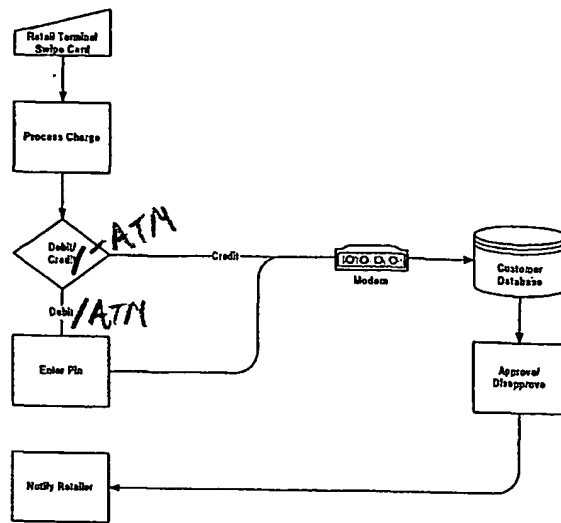 Retail Terminal
Swipe Card
Process Charge
Debit/
Credit
/ATM
Credit
Modem
Customer
Database
Debit
/ATM
Enter Pin
Approve/
Disapprove
Notify Retailer